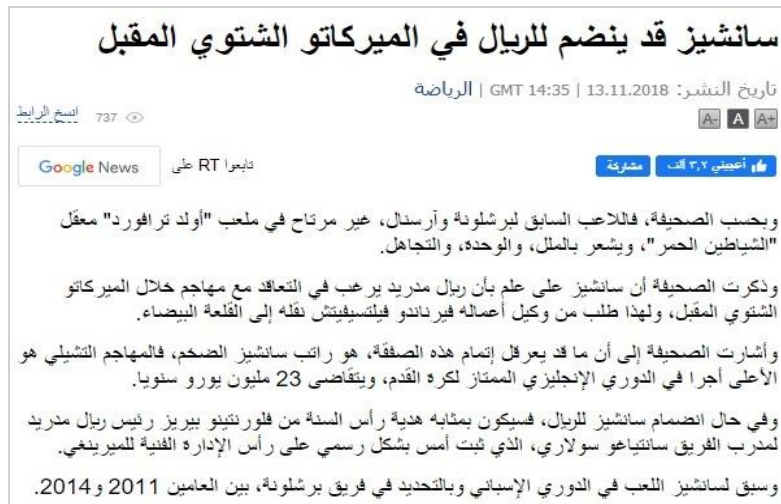 سانشيز قد ينضم للريال في الميركاتو الشتوي المقبل
تاريخ النشر: 13.11.2018 | 14:35 GMT | الرياضة
A+ A A- 737 انسخ الرابط
أعجبني ٣٫٢ ألف مشاركة تابعوا RT على Google News
وبحسب الصحيفة، فاللاعب السابق لبرشلونة وآرسنال، غير مرتاح في ملعب "أولد ترافورد" معقل
"الشياطين الحمر"، ويشعر بالملل، والوحدة، والتجاهل.
وذكرت الصحيفة أن سانشيز على علم بأن ريال مدريد يرغب في التعاقد مع مهاجم خلال الميركاتو
الشتوي المقبل، ولهذا طلب من وكيل أعماله فيرناندو فيلتسيفيتش نقله إلى القلعة البيضاء.
وأشارت الصحيفة إلى أن ما قد يعرقل إتمام هذه الصفقة، هو راتب سانشيز الضخم، فالمهاجم التشيلي هو
الأعلى أجرا في الدوري الإنجليزي الممتاز لكرة القدم، ويتقاضى 23 مليون يورو سنويا.
وفي حال انضمام سانشيز للريال، فسيكون بمثابه هدية رأس السنة من فلورنتينو بيريز رئيس ريال مدريد
لمدرب الفريق سانتياغو سولاري، الذي ثبت أمس بشكل رسمي على رأس الإدارة الفنية للميرينغي.
وسبق لسانشيز اللعب في الدوري الإسباني وبالتحديد في فريق برشلونة، بين العامين 2011 و2014.